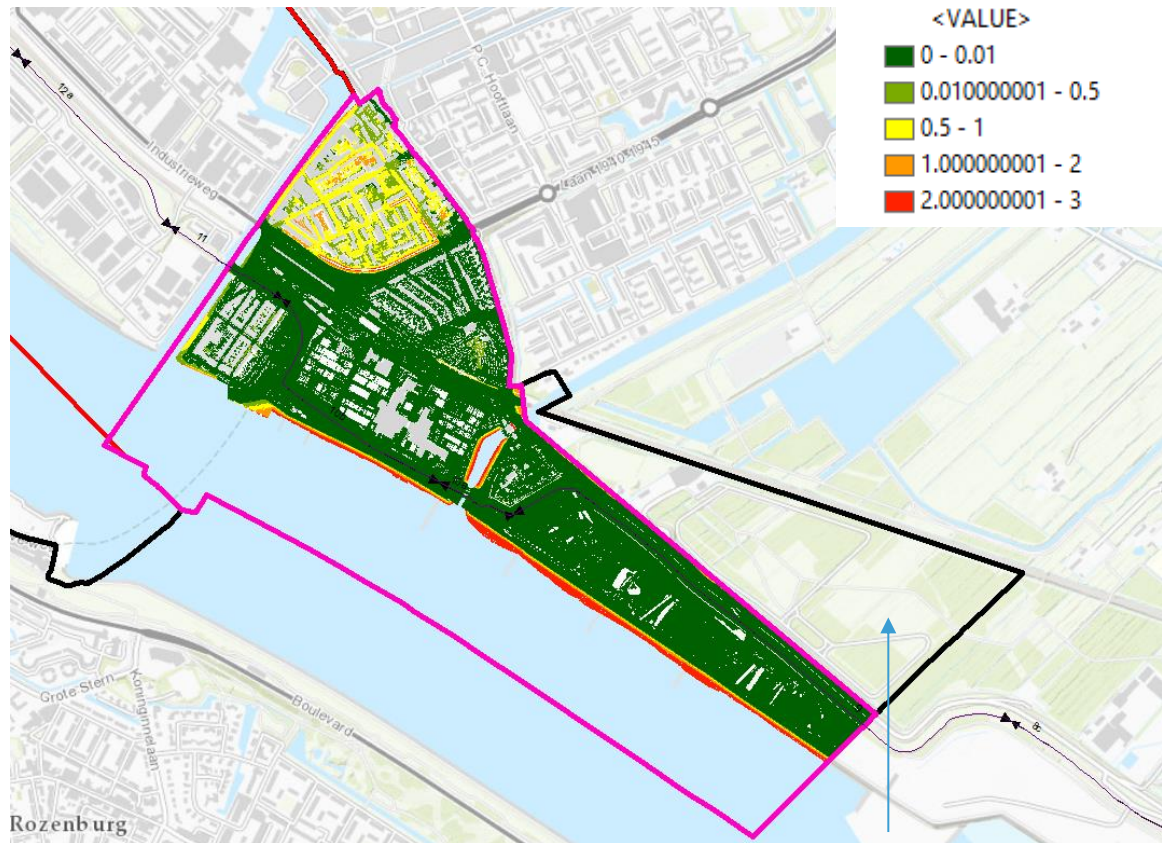 <VALUE>
0 - 0.01
0.010000001 - 0.5
0.5 - 1
1.000000001 - 2
2.000000001 - 3
12a
Industrieweg
11
P.C. Hooftlaan
Laan 1940-1945
8c
Grote Stern
Koninginnelaan
Boulevard
Rozenburg